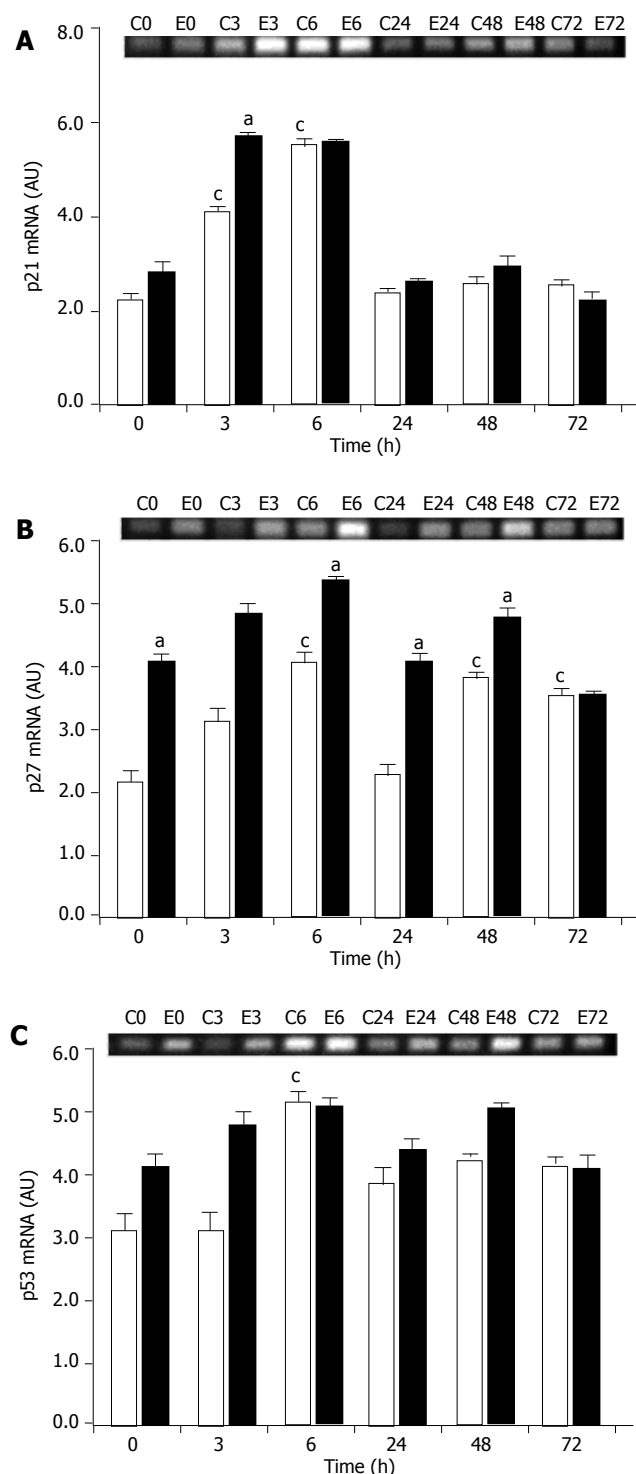 A
C0 E0 C3 E3 C6 E6 C24 E24 C48 E48 C72 E72
8.0
6.0
4.0
2.0
0.0
p21 mRNA (AU)
c
a
c
0 3 6 24 48 72
Time (h)
B
C0 E0 C3 E3 C6 E6 C24 E24 C48 E48 C72 E72
6.0
5.0
4.0
3.0
2.0
1.0
0.0
p27 mRNA (AU)
a
c
a
a
c
a
c
0 3 6 24 48 72
Time (h)
C
C0 E0 C3 E3 C6 E6 C24 E24 C48 E48 C72 E72
6.0
5.0
4.0
3.0
2.0
1.0
0.0
p53 mRNA (AU)
c
0 3 6 24 48 72
Time (h)